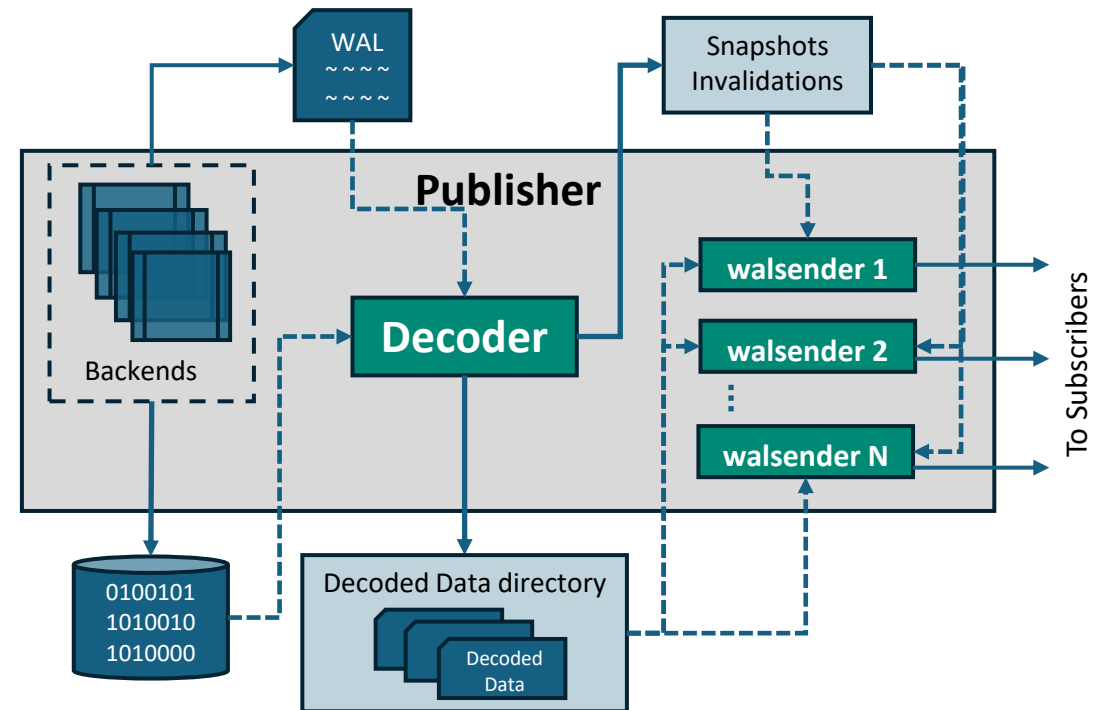 WAL
~ ~ ~ ~
~ ~ ~ ~
Snapshots
Invalidations
Publisher
Backends
Decoder
walsender 1
walsender 2
walsender N
To Subscribers
0100101
1010010
1010000
Decoded Data directory
Decoded
Data